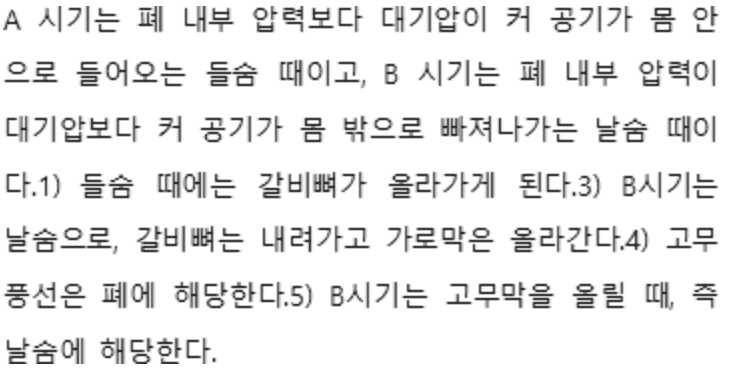 A 시기는 폐 내부 압력보다 대기압이 커 공기가 몸 안
으로 들어오는 들숨 때이고, B 시기는 폐 내부 압력이
대기압보다 커 공기가 몸 밖으로 빠져나가는 날숨 때이
다.1) 들숨 때에는 갈비뼈가 올라가게 된다.3) B시기는
날숨으로, 갈비뼈는 내려가고 가로막은 올라간다.4) 고무
풍선은 폐에 해당한다.5) B시기는 고무막을 올릴 때, 즉
날숨에 해당한다.